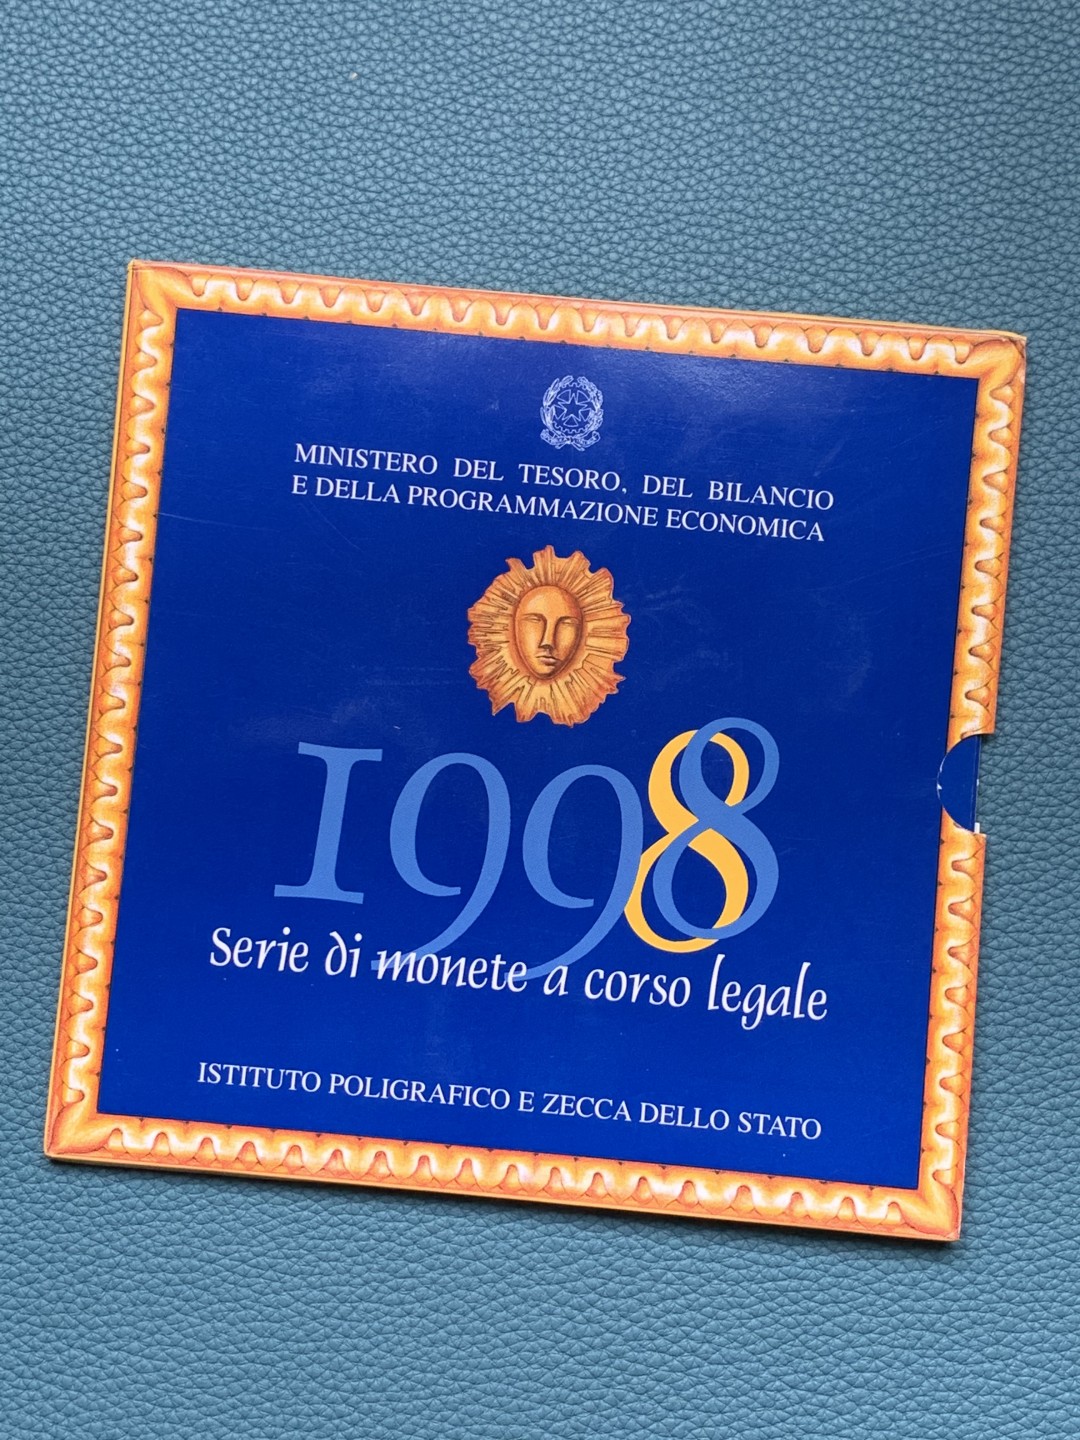 MINISTERO DEL TESORO, DEL BILANCIO
E DELLA PROGRAMMAZIONE ECONOMICA
1998
8
Serie di monete a corso legale
ISTITUTO POLIGRAFICO E ZECCA DELLO STATO